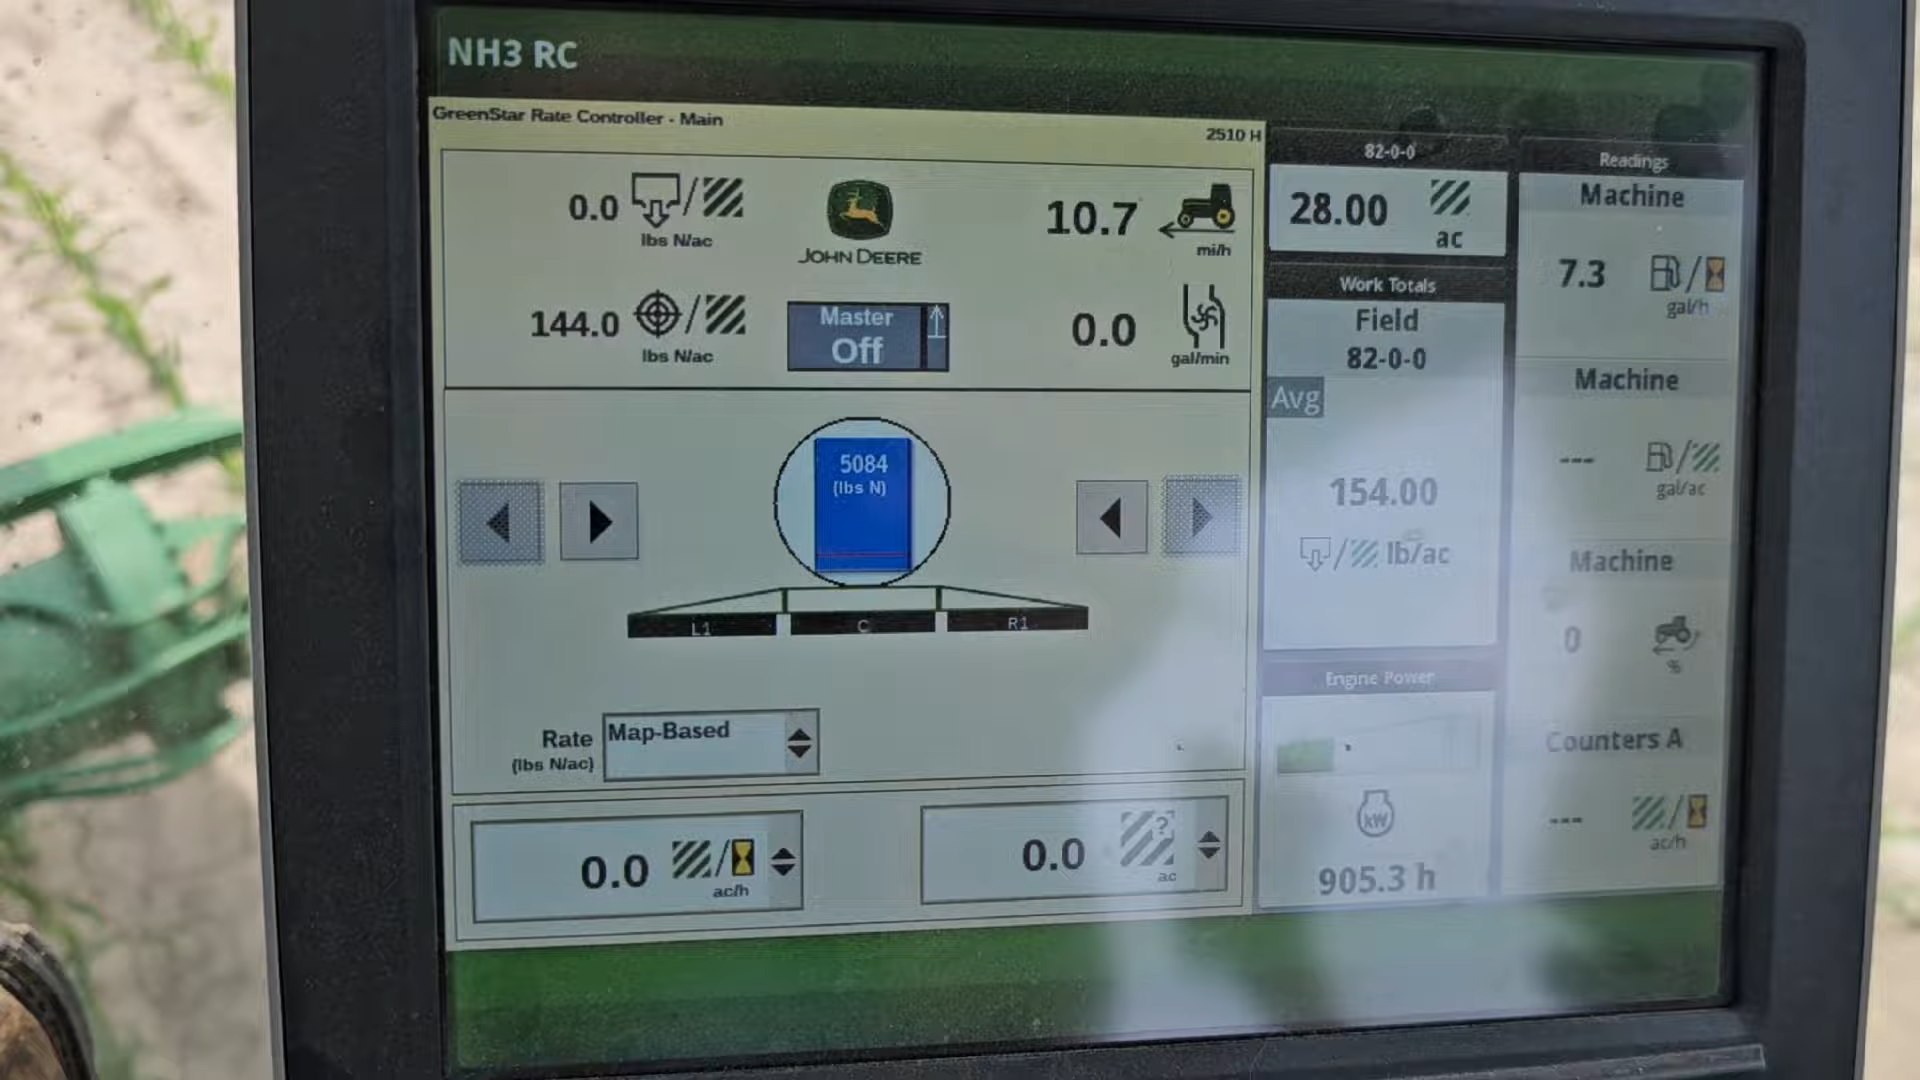 NH3 RC
GreenStar Rate Controller - Main
2510 H
0.0
lbs N/ac
JOHN DEERE
10.7
mi/h
144.0
lbs N/ac
Master
Off
0.0
gal/min
5084
(lbs N)
L1
C
R1
Rate
(lbs N/ac)
Map-Based
0.0
ac/h
0.0
?
ac
82-0-0
28.00
ac
Work Totals
Field
82-0-0
Avg
154.00
lb/ac
Engine Power
kW
905.3 h
Readings
Machine
7.3
gal/h
Machine
---
gal/ac
Machine
0
%
Counters A
---
ac/h